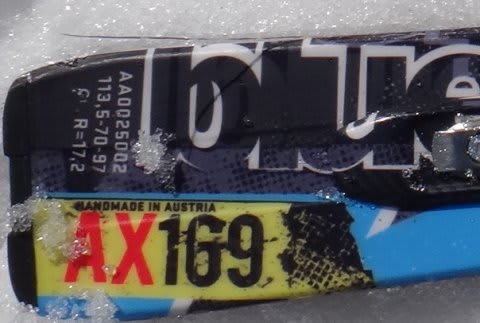 AA0025002
113,5-70-97
R=17,2
HANDMADE IN AUSTRIA
AX169